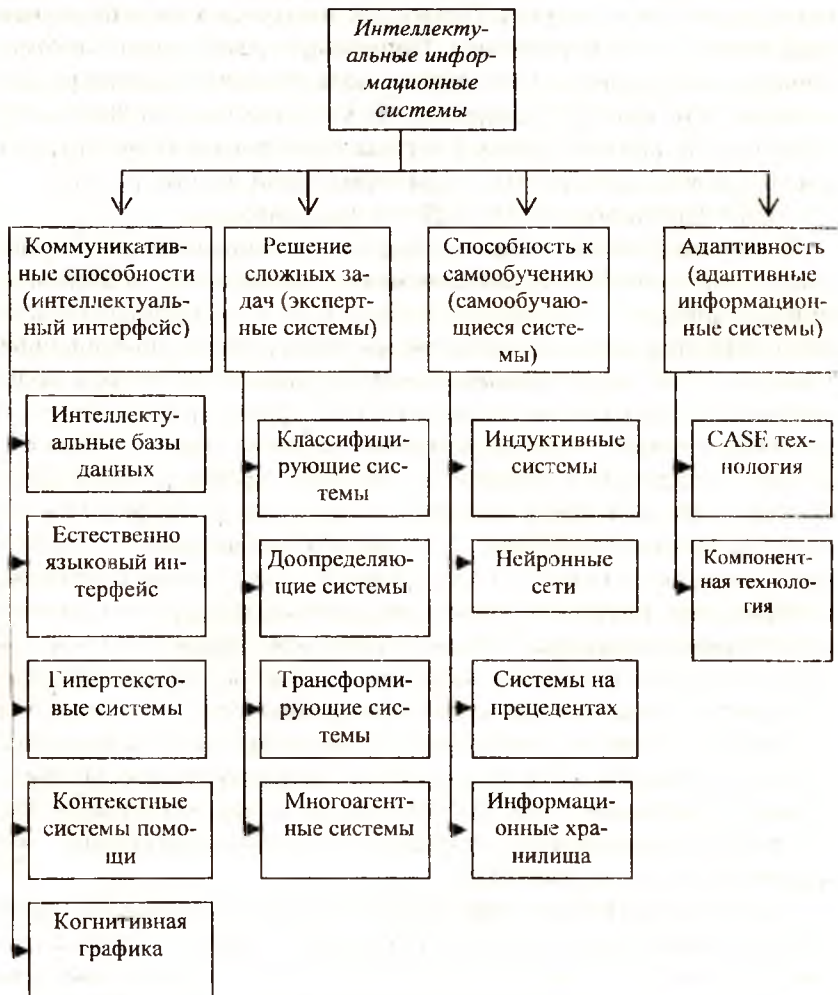 Интеллекту-
альные инфор-
мационные
системы
Коммуникатив-
ные способности
(интеллектуаль-
ный интерфейс)
Решение
сложных за-
дач (эксперт-
ные системы)
Способность к
самообучению
(самообучаю-
щиеся систе-
мы)
Адаптивность
(адаптивные
информацион-
ные системы)
Интеллекту-
альные базы
данных
Естественно
языковый ин-
терфейс
Гипертексто-
вые системы
Контекстные
системы помо-
щи
Когнитивная
графика
Классифици-
рующие сис-
темы
Доопределяю-
щие системы
Трансформи-
рующие сис-
темы
Многоагент-
ные системы
Индуктивные
системы
Нейронные
сети
Системы на
прецедентах
Информаци-
онные хра-
нилища
CASE тех-
нология
Компонент-
ная техноло-
гия